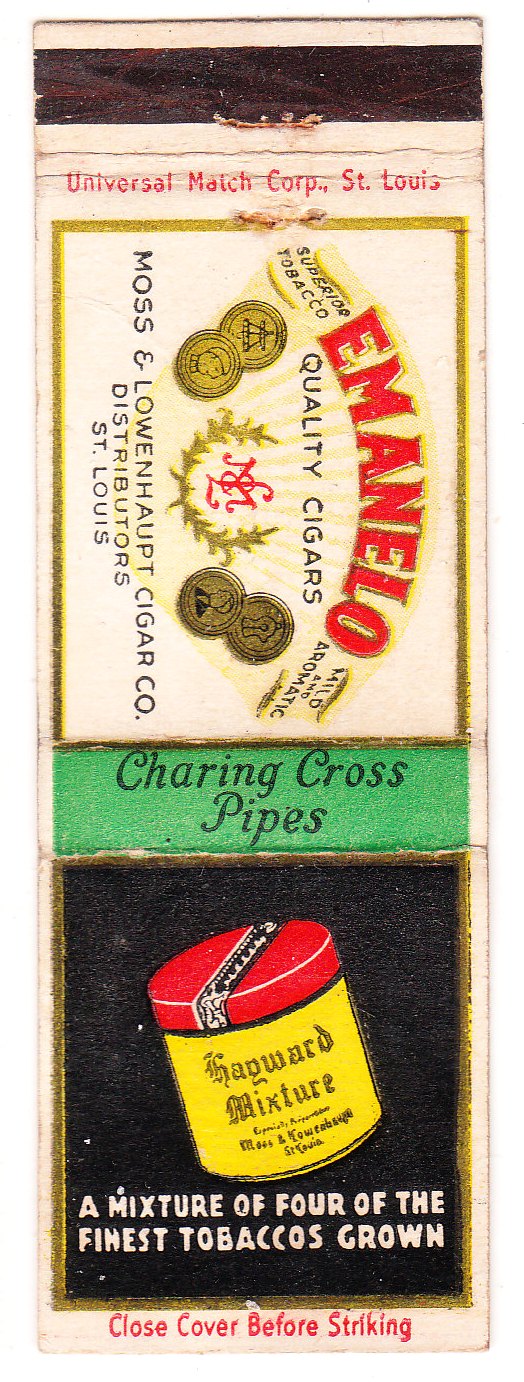 Universal Match Corp., St. Louis
SUPERIOR
TOBACCO
EMANELO
MILD
AND
AROMATIC
QUALITY CIGARS
MOSS & LOWENHAUPT CIGAR CO.
DISTRIBUTORS
ST. LOUIS
Charing Cross
Pipes
Hayward
Mixture
Moss & Lowenhaupt
St Louis
A MIXTURE OF FOUR OF THE
FINEST TOBACCOS GROWN
Close Cover Before Striking